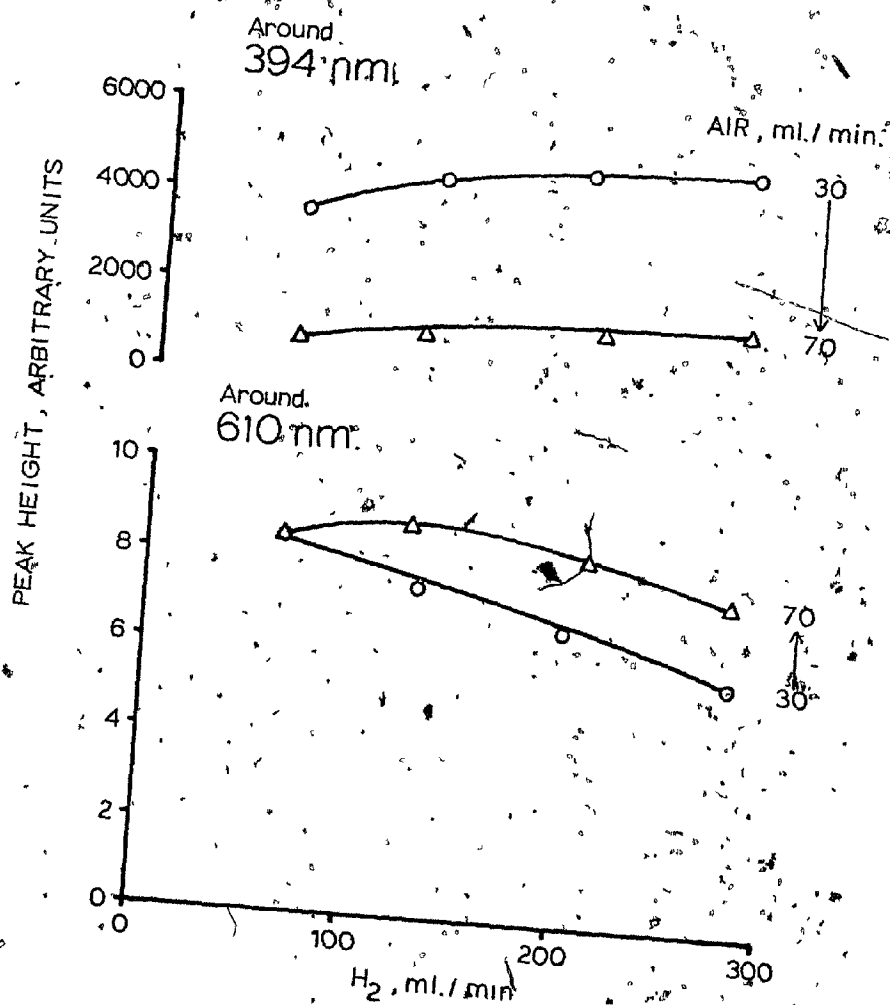 Around
394 nm
6000
AIR, ml./min.
4000
30
2000
0
70
PEAK HEIGHT, ARBITRARY UNITS
Around
610 nm
10
8
6
70
30
4
2
0
0
100
200
300
H₂, ml./min